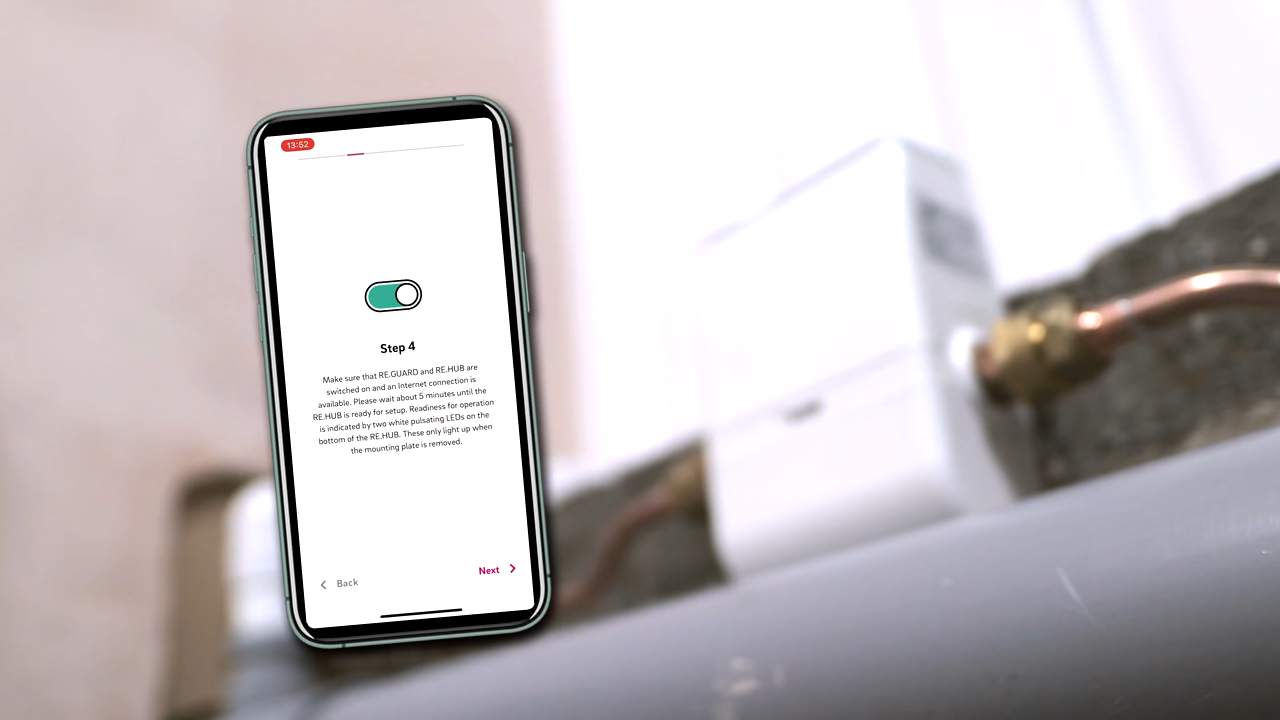 13:52
Step 4
Make sure that RE.GUARD and RE.HUB are
switched on and an Internet connection is
available. Please wait about 5 minutes until the
RE.HUB is ready for setup. Readiness for operation
is indicated by two white pulsating LEDs on the
bottom of the RE.HUB. These only light up when
the mounting plate is removed.
Back
Next